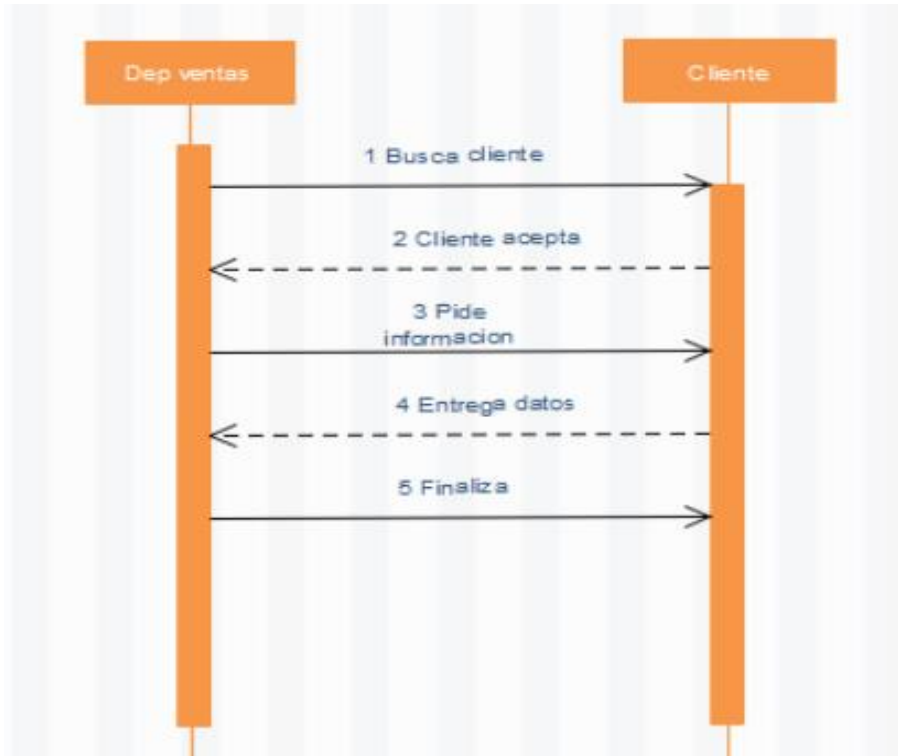 Dep ventas
Cliente
1 Busca cliente
2 Cliente acepta
3 Pide
informacion
4 Entrega datos
5 Finaliza